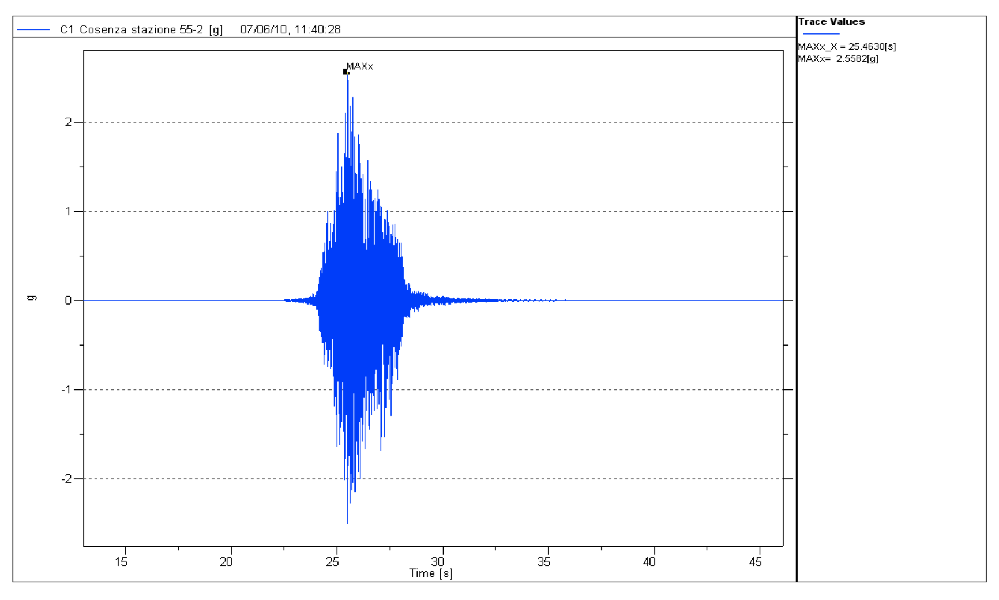 C1 Cosenza stazione 55-2 [g] 07/06/10, 11:40:28
Trace Values
MAXx_X = 25.4630[s]
MAXx= 2.5582[g]
MAXx
2
1
0
-1
-2
g
15 20 25 30 35 40 45
Time [s]